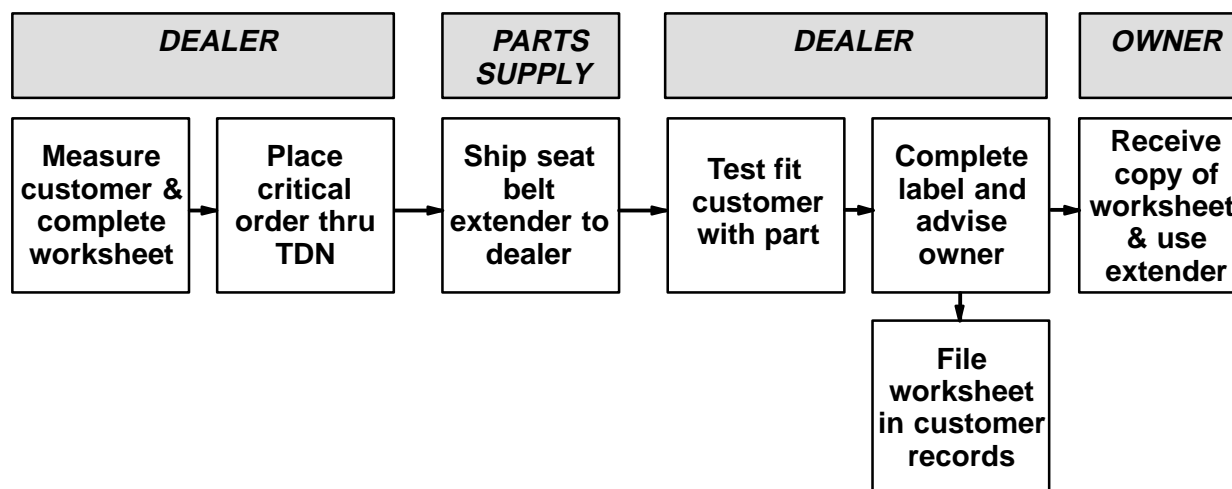 DEALER
PARTS
SUPPLY
DEALER
OWNER
Measure
customer &
complete
worksheet
Place
critical
order thru
TDN
Ship seat
belt
extender to
dealer
Test fit
customer
with part
Complete
label and
advise
owner
Receive
copy of
worksheet
& use
extender
File
worksheet
in customer
records